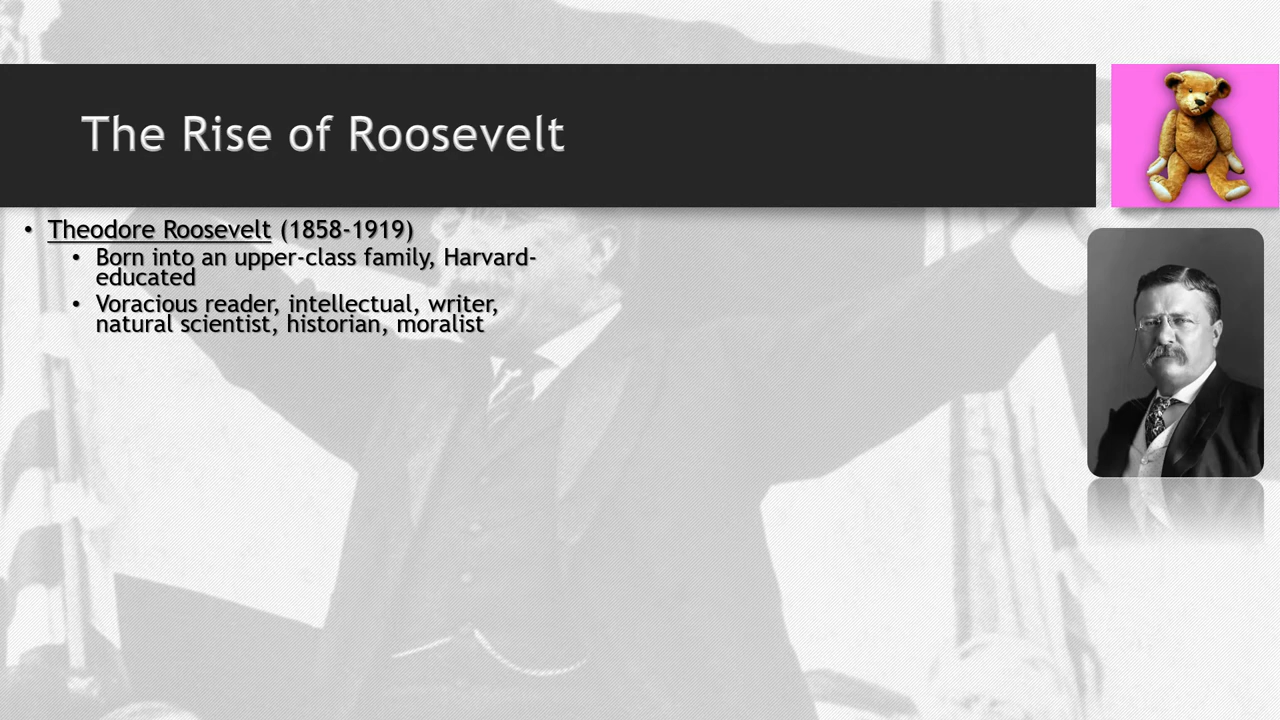 The Rise of Roosevelt
• Theodore Roosevelt (1858-1919)
• Born into an upper-class family, Harvard-
educated
• Voracious reader, intellectual, writer,
natural scientist, historian, moralist